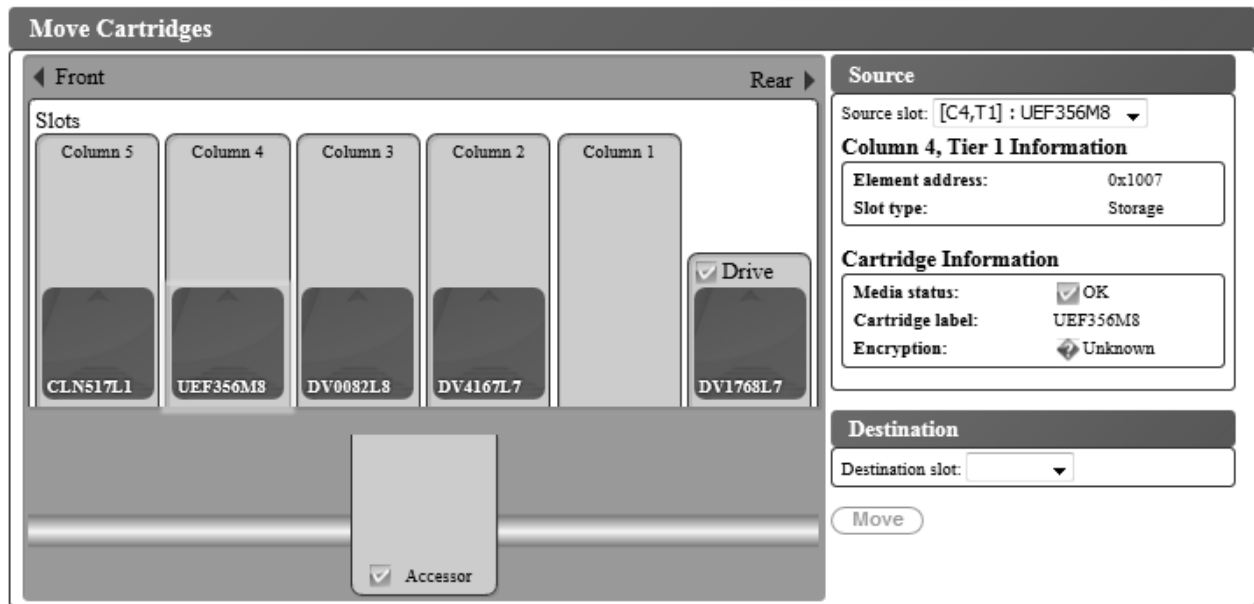 Move Cartridges
Front
Rear
Slots
Column 5
Column 4
Column 3
Column 2
Column 1
Drive
CLN517L1
UEF356M8
DV0082L8
DV4167L7
DV1768L7
Accessor
Source
Source slot: [C4,T1] : UEF356M8
Column 4, Tier 1 Information
Element address: 0x1007
Slot type: Storage
Cartridge Information
Media status: OK
Cartridge label: UEF356M8
Encryption: Unknown
Destination
Destination slot:
Move